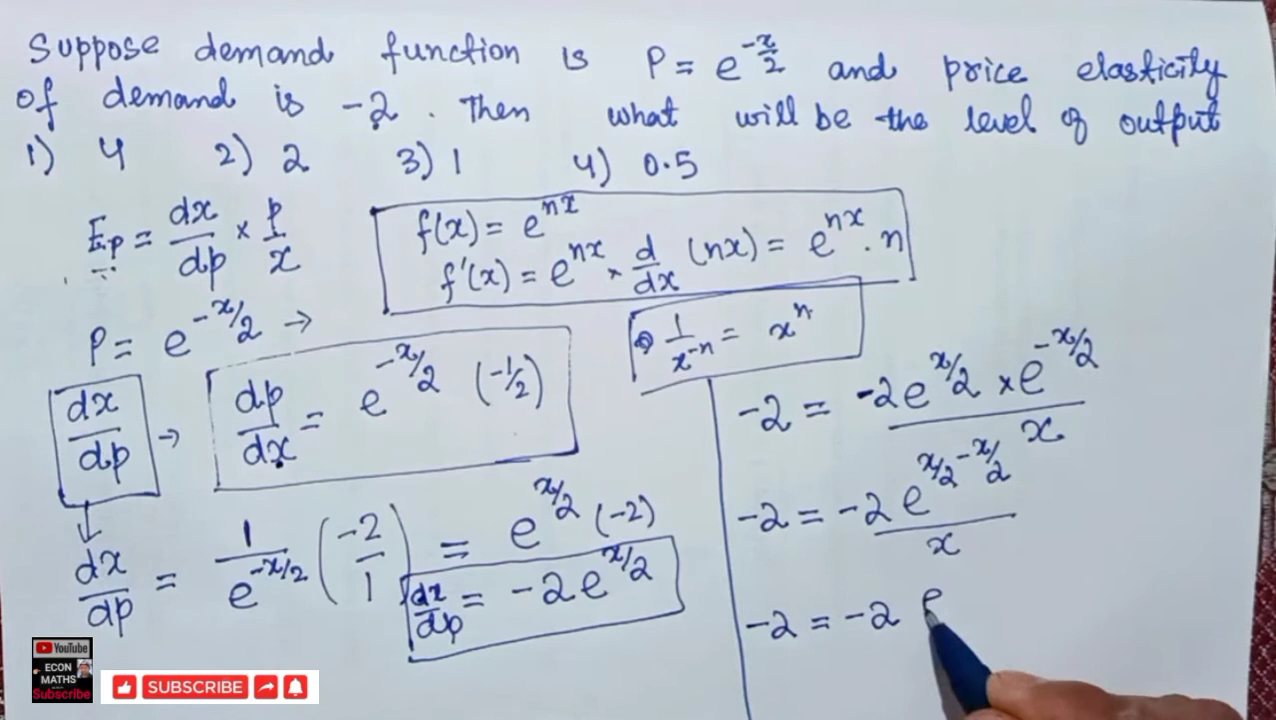 Suppose demand function is P = e^{-x/2} and price elasticity
of demand is -2. Then what will be the level of output
1) 4 2) 2 3) 1 4) 0.5
Ep = dx/dp × p/x
f(x) = e^{nx}
f'(x) = e^{nx} × d/dx (nx) = e^{nx} . n
P = e^{-x/2} →
1/x^{-n} = x^n
dx/dp → dp/dx = e^{-x/2} (-1/2)
dx/dp = 1/e^{-x/2} (-2/1) = e^{x/2} (-2)
dx/dp = -2e^{x/2}
-2 = -2e^{x/2} × e^{-x/2} / x
-2 = -2 e^{x/2 - x/2} / x
-2 = -2 e
YouTube
ECON
MATHS
Subscribe
SUBSCRIBE